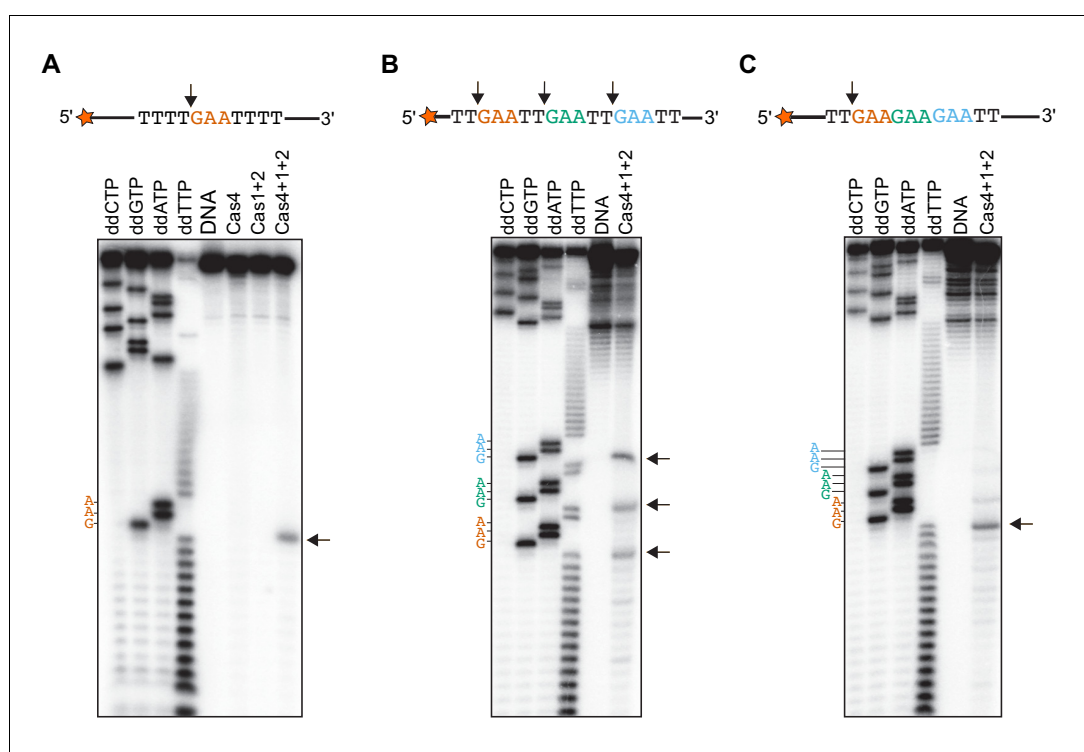 A
5' TTTTGAATTTT 3'
ddCTP
ddGTP
ddATP
ddTTP
DNA
Cas4
Cas1+2
Cas4+1+2
A
A
G
B
5' TTGAATTGAATTGAATT 3'
ddCTP
ddGTP
ddATP
ddTTP
DNA
Cas4+1+2
A
A
G
A
A
G
A
A
G
C
5' TTGAAGAAGAATT 3'
ddCTP
ddGTP
ddATP
ddTTP
DNA
Cas4+1+2
A
A
G
A
A
G
A
A
G